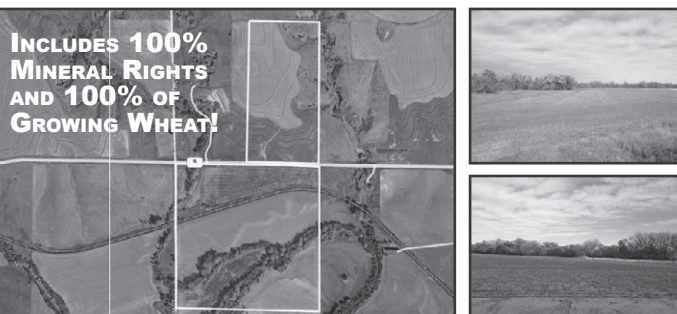 INCLUDES 100%
MINERAL RIGHTS
AND 100% OF
GROWING WHEAT!